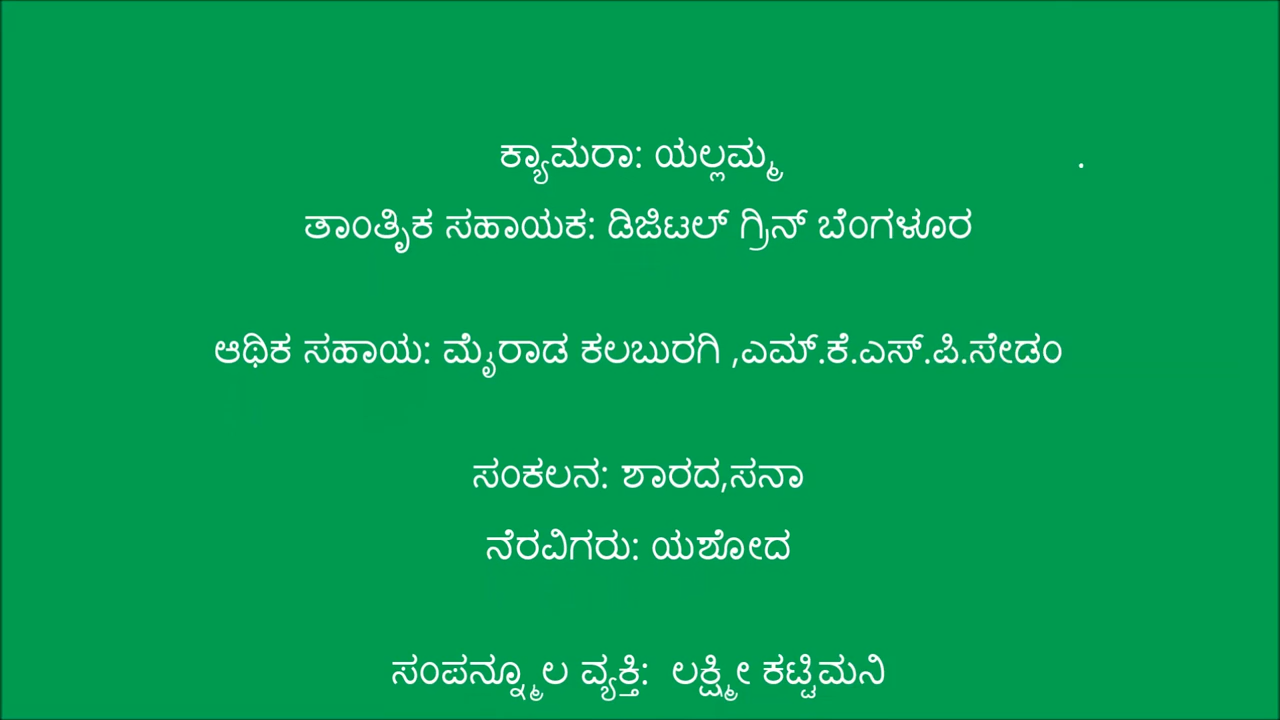 ಕ್ಯಾಮರಾ: ಯಲ್ಲಮ್ಮ, .
ತಾಂತ್ರಿಕ ಸಹಾಯಕ: ಡಿಜಿಟಲ್ ಗ್ರಿನ್ ಬೆಂಗಳೂರ
ಆಥಿಕ ಸಹಾಯ: ಮೈರಾಡ ಕಲಬುರಗಿ ,ಎಮ್.ಕೆ.ಎಸ್.ಪಿ.ಸೇಡಂ
ಸಂಕಲನ: ಶಾರದ,ಸನಾ
ನೆರವಿಗರು: ಯಶೋದ
ಸಂಪನ್ನ್ಮೂಲ ವ್ಯಕ್ತಿ: ಲಕ್ಷ್ಮೀ ಕಟ್ಟಿಮನಿ